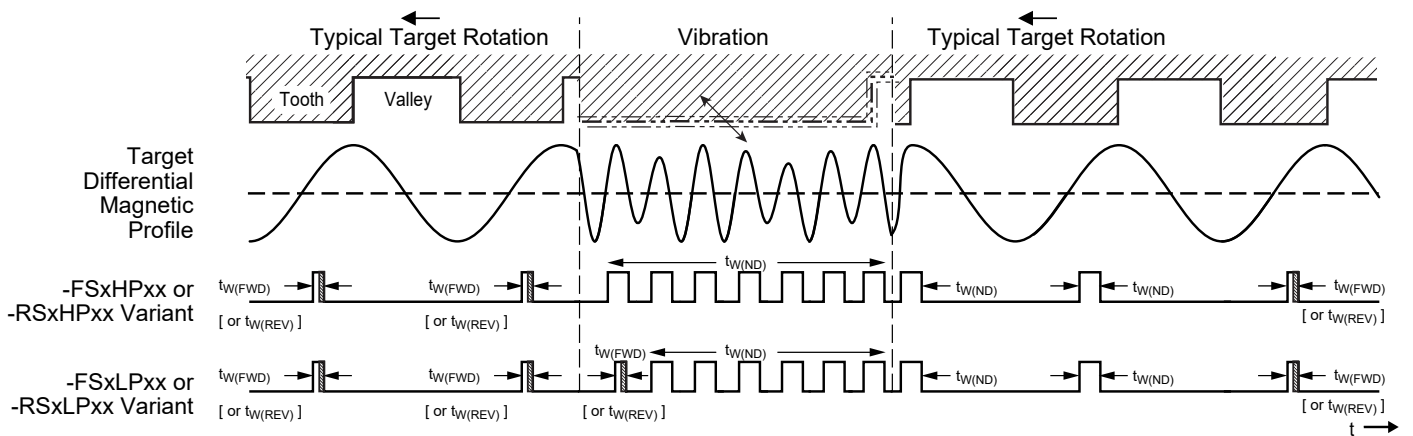 Typical Target Rotation
Vibration
Typical Target Rotation
Tooth
Valley
Target
Differential
Magnetic
Profile
tW(ND)
-FSxHPxx or
-RSxHPxx Variant
tW(FWD)
[ or tW(REV) ]
tW(FWD)
[ or tW(REV) ]
tW(ND)
tW(ND)
tW(FWD)
[ or tW(REV) ]
tW(FWD)
tW(ND)
-FSxLPxx or
-RSxLPxx Variant
tW(FWD)
[ or tW(REV) ]
tW(FWD)
[ or tW(REV) ]
[ or tW(REV) ]
tW(ND)
tW(ND)
tW(FWD)
[ or tW(REV) ]
t